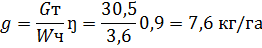 g = Gт/Wч ŋ = 30,5/3,6 0,9 = 7,6 кг/га